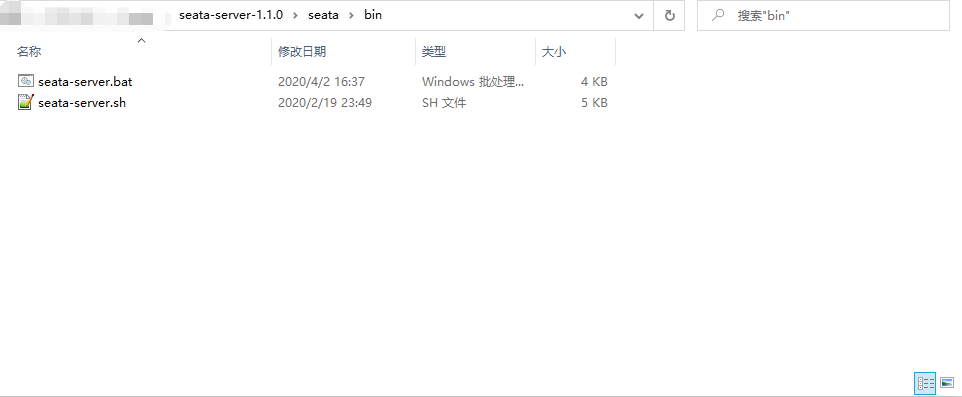 seata-server-1.1.0 > seata > bin 搜索"bin"
名称 修改日期 类型 大小
seata-server.bat 2020/4/2 16:37 Windows 批处理... 4 KB
seata-server.sh 2020/2/19 23:49 SH 文件 5 KB